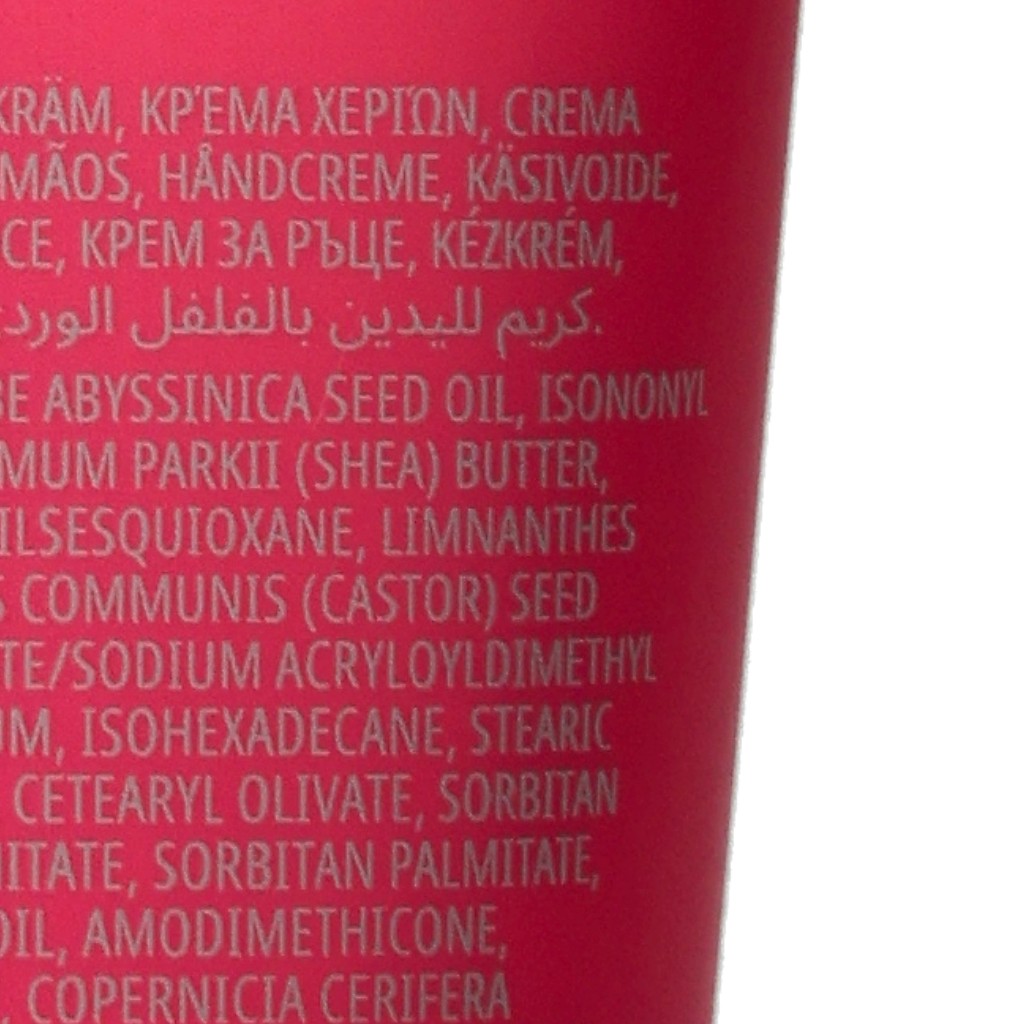 KRÄM, ΚΡΈΜΑ ΧΕΡΙΏΝ, CREMA
MÃOS, HÅNDCREME, KÄSIVOIDE,
CE, КРЕМ ЗА РЪЦЕ, KÉZKRÉM,
كريم لليدين بالفلفل الورد.
ABYSSINICA SEED OIL, ISONONYL
MUM PARKII (SHEA) BUTTER,
ILSESQUIOXANE, LIMNANTHES
COMMUNIS (CASTOR) SEED
TE/SODIUM ACRYLOYLDIMETHYL
UM, ISOHEXADECANE, STEARIC
CETEARYL OLIVATE, SORBITAN
ITATE, SORBITAN PALMITATE,
OIL, AMODIMETHICONE,
, COPERNICIA CERIFERA